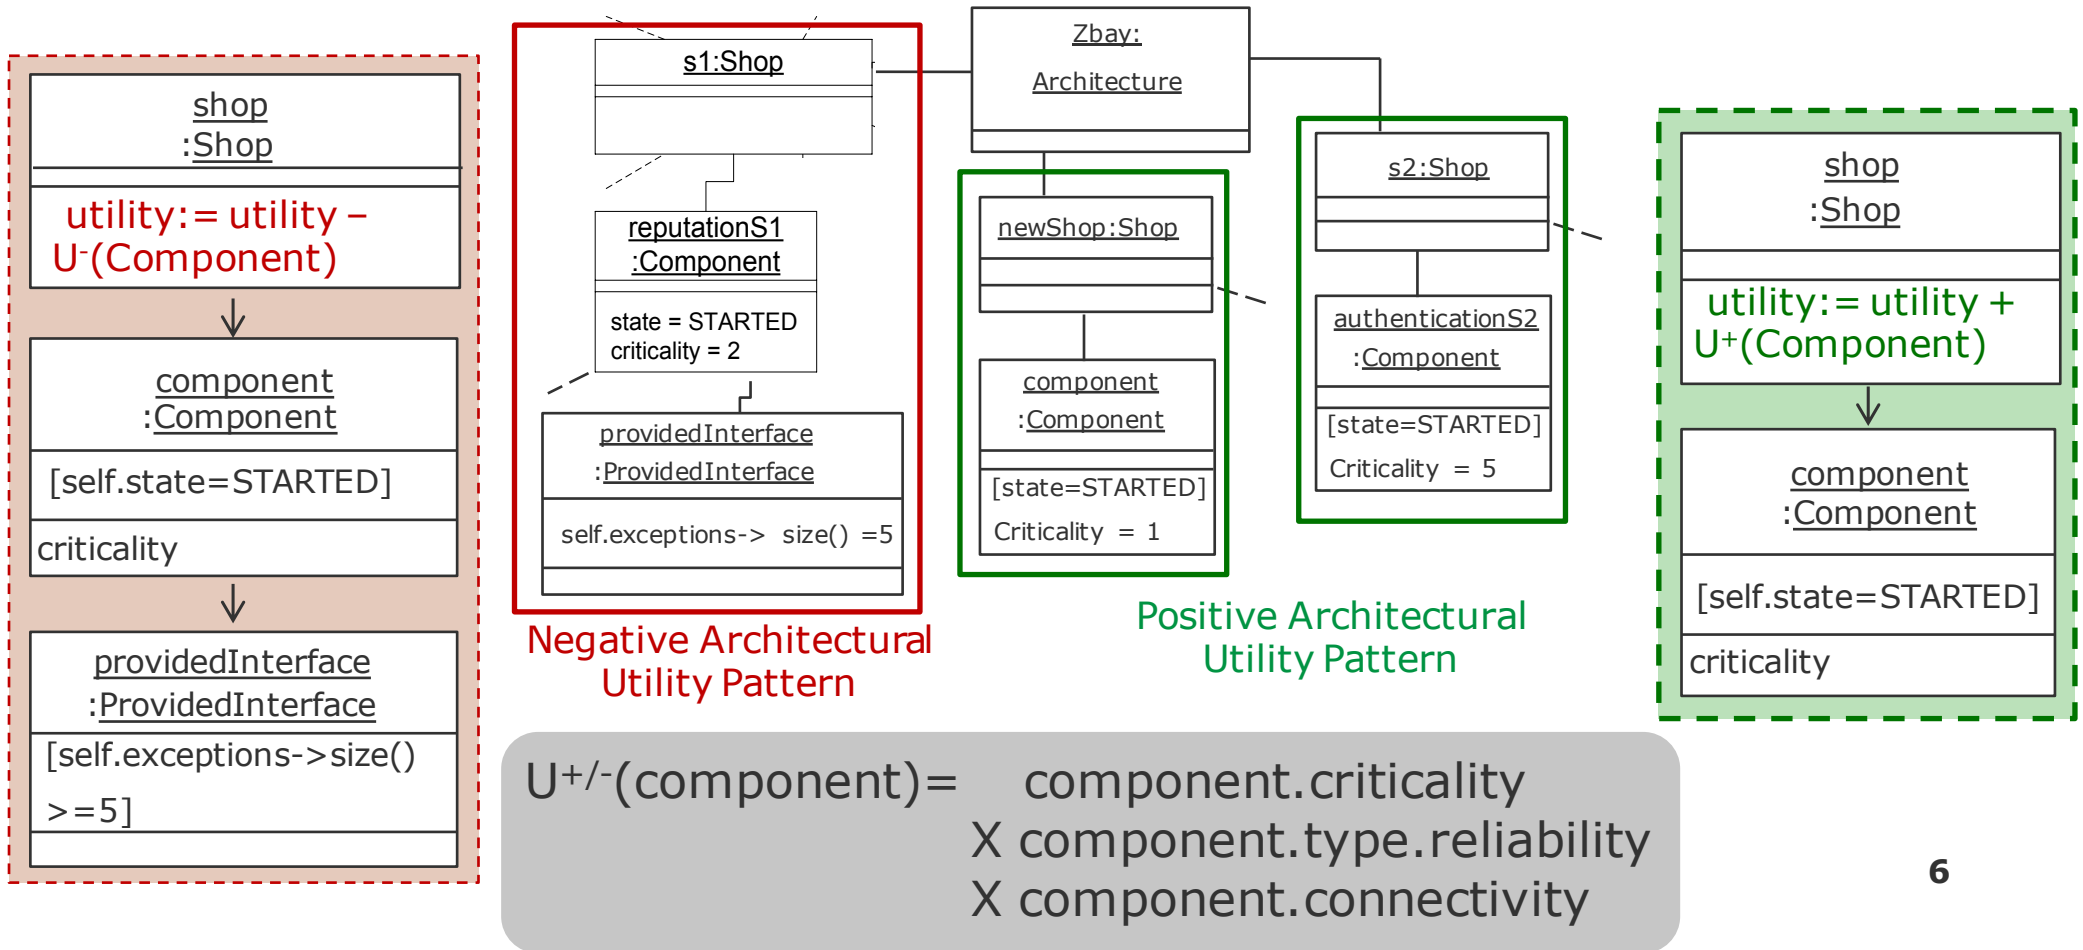 shop
:Shop
utility:= utility –
U-(Component)
component
:Component
[self.state=STARTED]
criticality
providedInterface
:ProvidedInterface
[self.exceptions->size()
>=5]
s1:Shop
reputationS1
:Component
state = STARTED
criticality = 2
providedInterface
:ProvidedInterface
self.exceptions-> size() =5
Negative Architectural
Utility Pattern
Zbay:
Architecture
newShop:Shop
component
:Component
[state=STARTED]
Criticality = 1
s2:Shop
authenticationS2
:Component
[state=STARTED]
Criticality = 5
Positive Architectural
Utility Pattern
shop
:Shop
utility:= utility +
U+(Component)
component
:Component
[self.state=STARTED]
criticality
U+/-(component)= component.criticality
X component.type.reliability
X component.connectivity
6